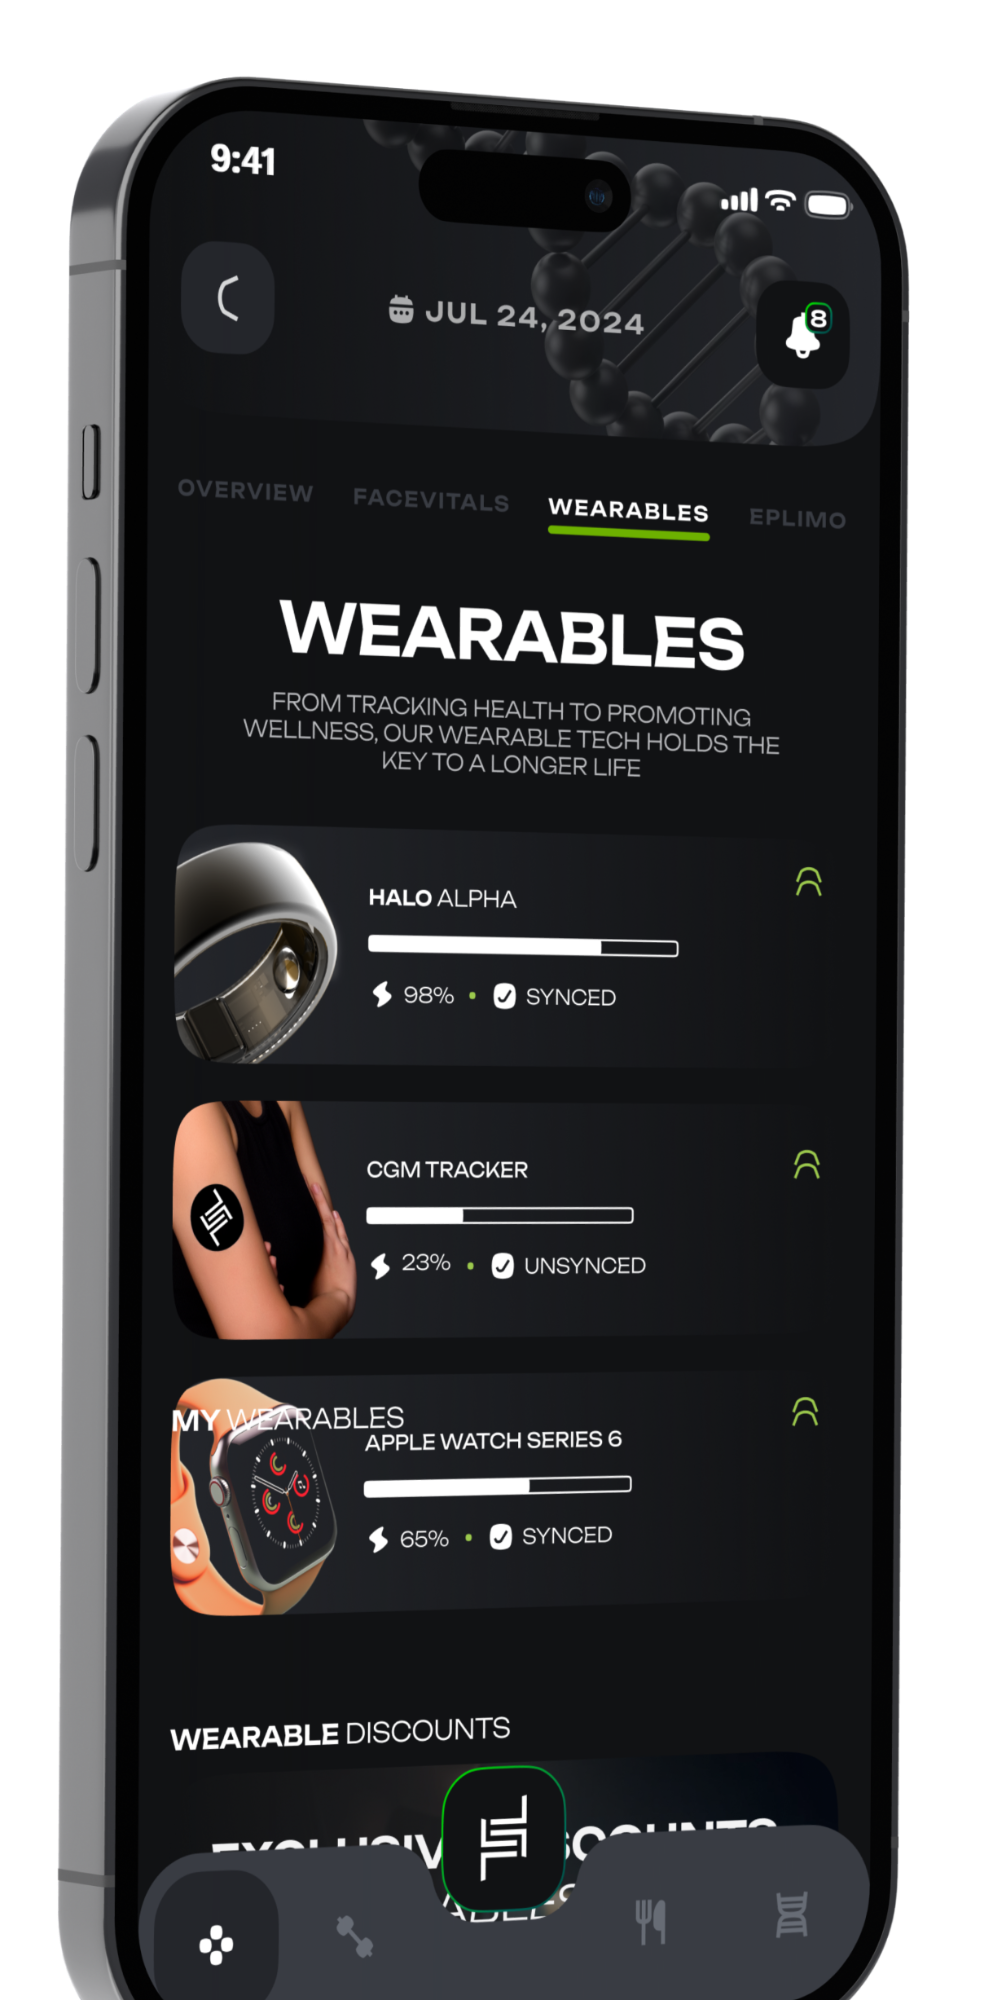 9:41
JUL 24, 2024
8
OVERVIEW FACEVITALS WEARABLES EPLIMO
WEARABLES
FROM TRACKING HEALTH TO PROMOTING
WELLNESS, OUR WEARABLE TECH HOLDS THE
KEY TO A LONGER LIFE
HALO ALPHA
98% • SYNCED
CGM TRACKER
23% • UNSYNCED
MY WEARABLES
APPLE WATCH SERIES 6
65% • SYNCED
WEARABLE DISCOUNTS